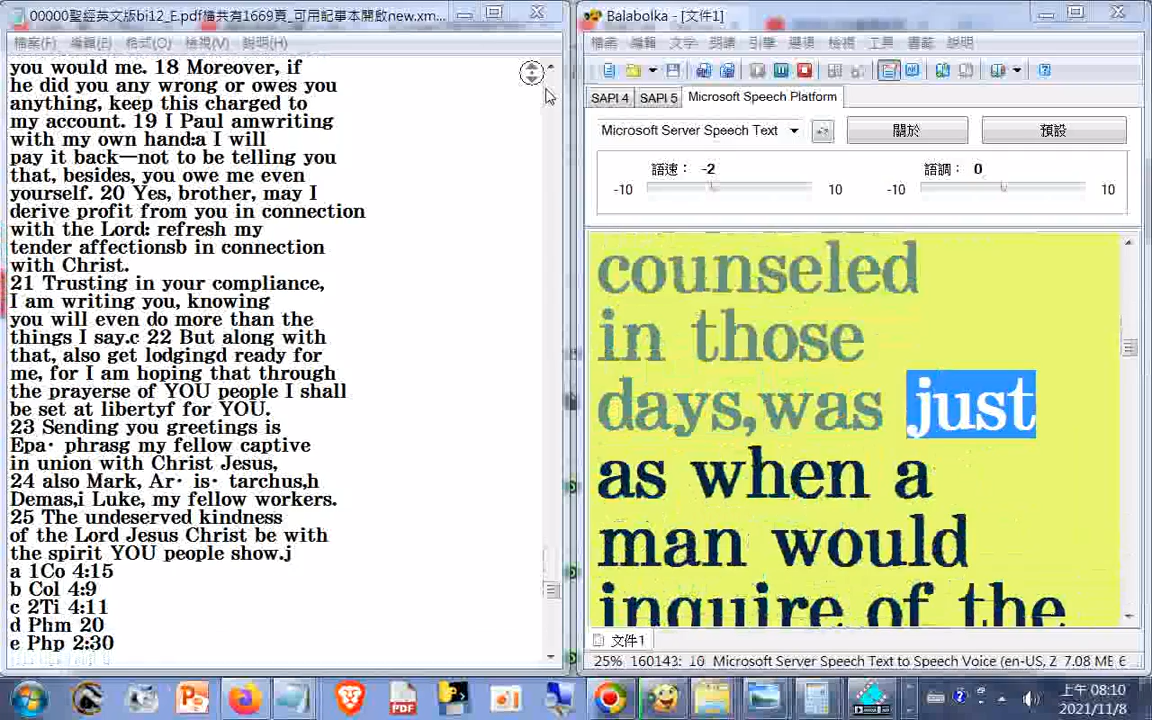 00000聖經英文版bi12_E.pdf檔共有1669頁_可用記事本開啟new.xm...
檔案(F) 編輯(E) 格式(O) 檢視(V) 說明(H)
you would me. 18 Moreover, if
he did you any wrong or owes you
anything, keep this charged to
my account. 19 I Paul amwriting
with my own hand:a I will
pay it back—not to be telling you
that, besides, you owe me even
yourself. 20 Yes, brother, may I
derive profit from you in connection
with the Lord: refresh my
tender affectionsb in connection
with Christ.
21 Trusting in your compliance,
I am writing you, knowing
you will even do more than the
things I say.c 22 But along with
that, also get lodgingd ready for
me, for I am hoping that through
the prayerse of YOU people I shall
be set at libertyf for YOU.
23 Sending you greetings is
Epa· phrasg my fellow captive
in union with Christ Jesus,
24 also Mark, Ar· is· tarchus,h
Demas,i Luke, my fellow workers.
25 The undeserved kindness
of the Lord Jesus Christ be with
the spirit YOU people show.j
a 1Co 4:15
b Col 4:9
c 2Ti 4:11
d Phm 20
e Php 2:30
Balabolka - [文件1]
檔案 編輯 文字 朗讀 引擎 選項 檢視 工具 書籤 說明
SAPI 4 SAPI 5 Microsoft Speech Platform
Microsoft Server Speech Text 關於 預設
語速： -2 語調： 0
-10 10 -10 10
counseled
in those
days,was just
as when a
man would
inquire of the
文件1
25% 160143: 10 Microsoft Server Speech Text to Speech Voice (en-US, Z 7.08 MB 6
PDF
上午 08:10
2021/11/8